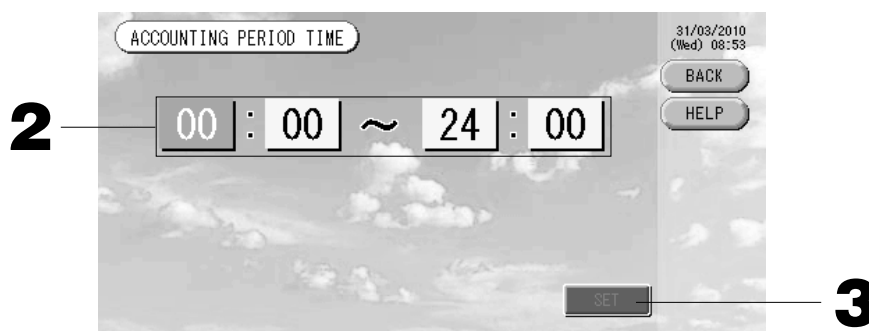 ACCOUNTING PERIOD TIME
31/03/2010
(Wed) 08:53
BACK
HELP
2
00 : 00 ~ 24 : 00
SET
3